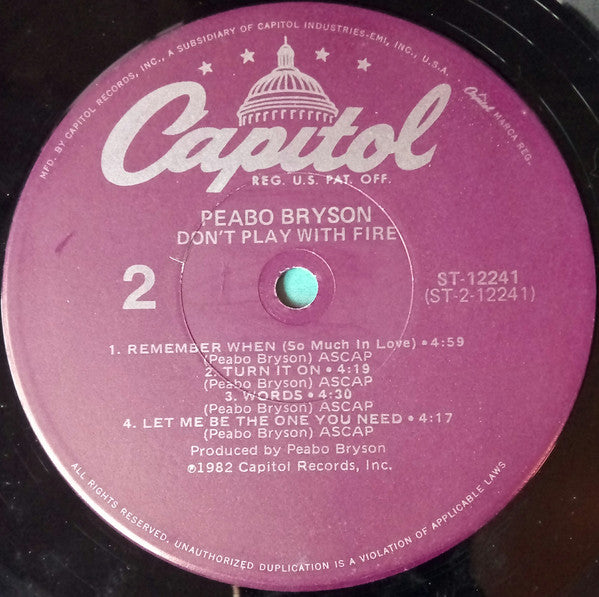 MFD. BY CAPITOL RECORDS, INC., A SUBSIDIARY OF CAPITOL INDUSTRIES-EMI, INC., U.S.A.
Capitol MARCA REG.
Capitol
REG. U.S. PAT. OFF.
PEABO BRYSON
DON'T PLAY WITH FIRE
2
ST-12241
(ST-2-12241)
1. REMEMBER WHEN (So Much In Love) • 4:59
(Peabo Bryson) ASCAP
2. TURN IT ON • 4:19
(Peabo Bryson) ASCAP
3. WORDS • 4:30
(Peabo Bryson) ASCAP
4. LET ME BE THE ONE YOU NEED • 4:17
(Peabo Bryson) ASCAP
Produced by Peabo Bryson
℗1982 Capitol Records, Inc.
ALL RIGHTS RESERVED. UNAUTHORIZED DUPLICATION IS A VIOLATION OF APPLICABLE LAWS